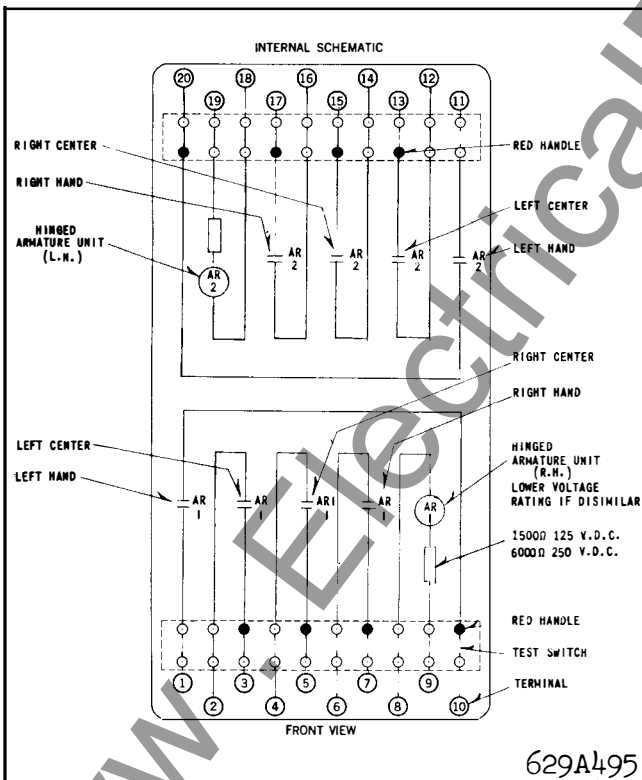 INTERNAL SCHEMATIC
20 18 16 14 12
19 17 15 13 11
RIGHT CENTER
RED HANDLE
RIGHT HAND
LEFT CENTER
HINGED
ARMATURE UNIT
(L.H.)
LEFT HAND
AR
2
AR
2
AR
2
AR
2
AR
2
RIGHT CENTER
RIGHT HAND
LEFT CENTER
LEFT HAND
HINGED
ARMATURE UNIT
(R.H.)
LOWER VOLTAGE
RATING IF DISIMILAR
AR
1
AR
1
ARI
1
AR
1
AR
1
1500Ω 125 V.D.C.
6000Ω 250 V.D.C.
RED HANDLE
TEST SWITCH
1 3 5 7 9
TERMINAL
2 4 6 8 10
FRONT VIEW
629A495
www. Electrica